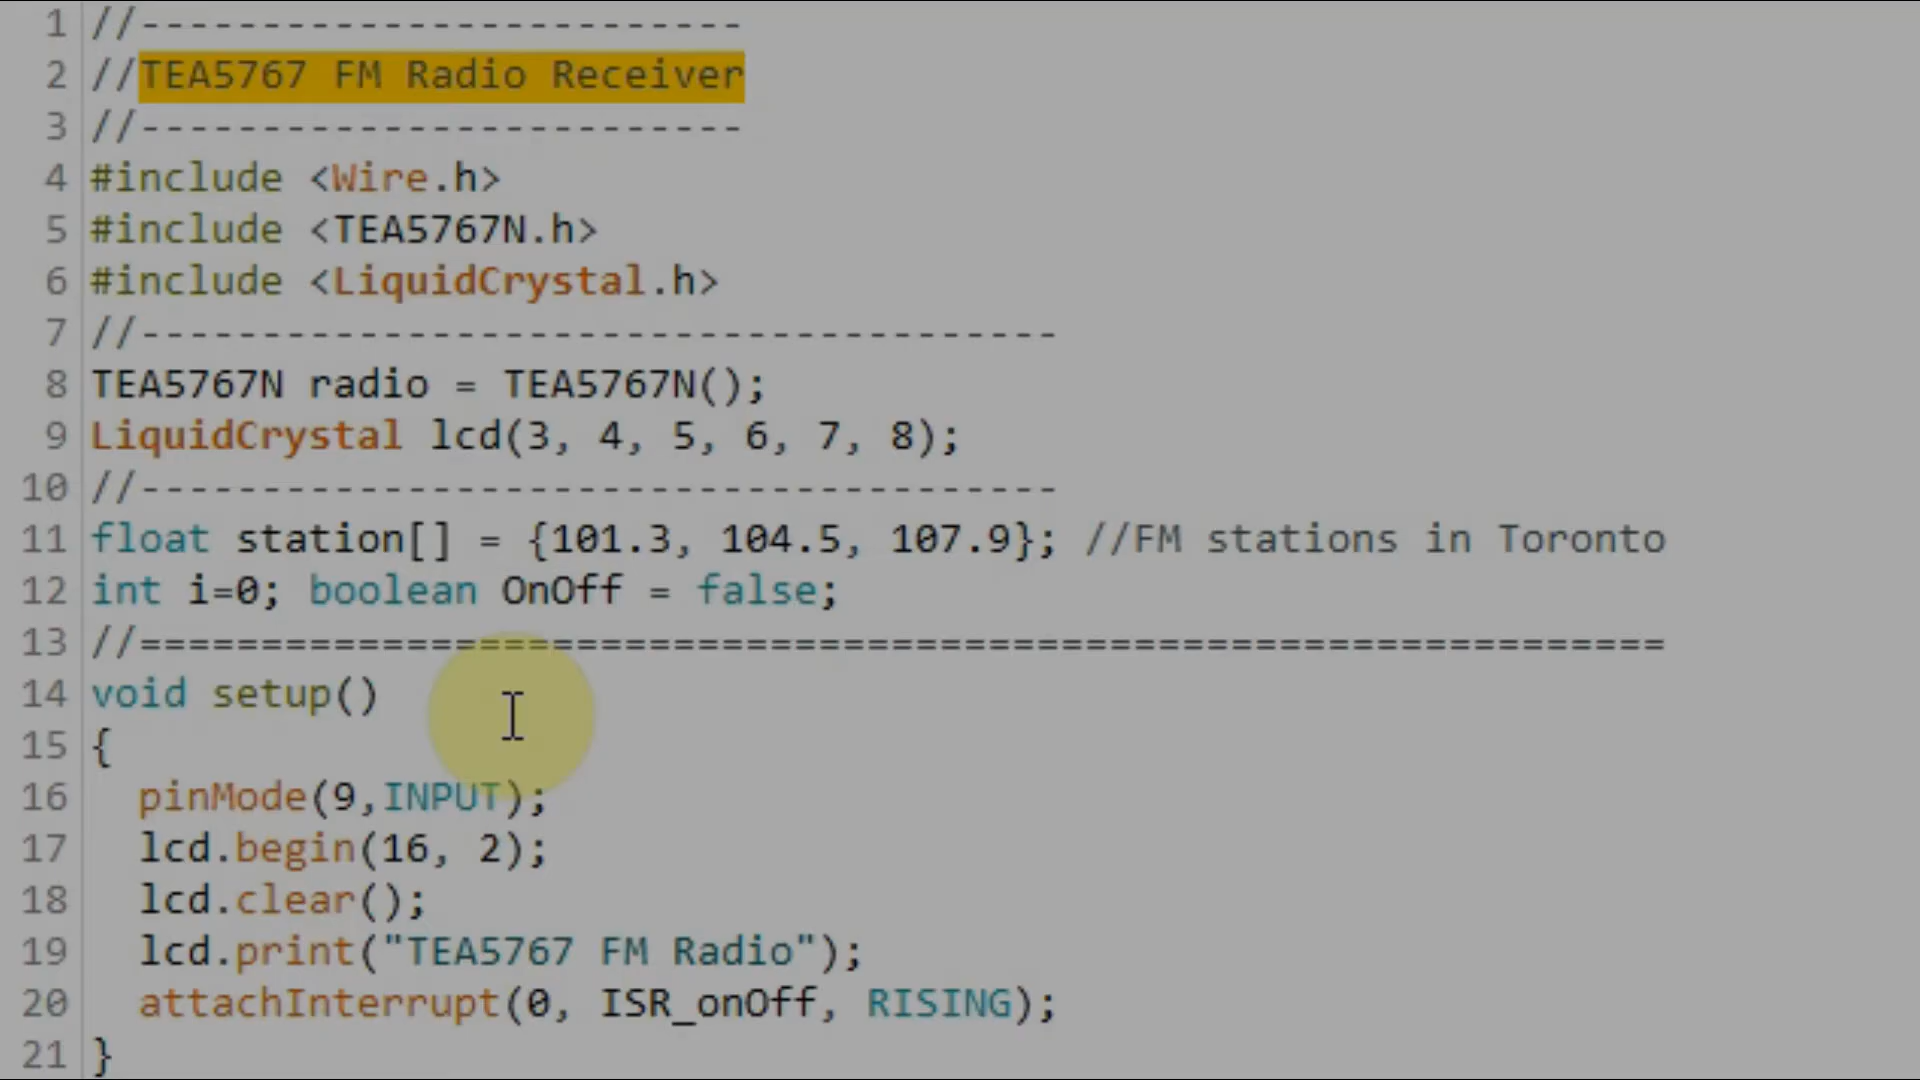 1 //-------------------------
2 //TEA5767 FM Radio Receiver
3 //-------------------------
4 #include <Wire.h>
5 #include <TEA5767N.h>
6 #include <LiquidCrystal.h>
7 //--------------------------------------
8 TEA5767N radio = TEA5767N();
9 LiquidCrystal lcd(3, 4, 5, 6, 7, 8);
10 //--------------------------------------
11 float station[] = {101.3, 104.5, 107.9}; //FM stations in Toronto
12 int i=0; boolean OnOff = false;
13 //===============================================================
14 void setup()
15 {
16   pinMode(9,INPUT);
17   lcd.begin(16, 2);
18   lcd.clear();
19   lcd.print("TEA5767 FM Radio");
20   attachInterrupt(0, ISR_onOff, RISING);
21 }